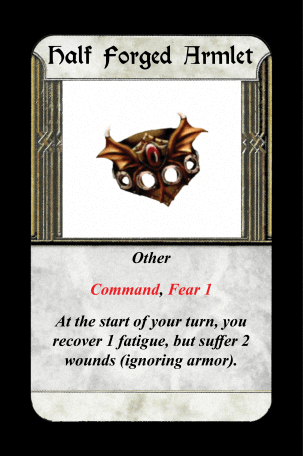 Half Forged Armlet
Other
Command, Fear 1
At the start of your turn, you
recover 1 fatigue, but suffer 2
wounds (ignoring armor).